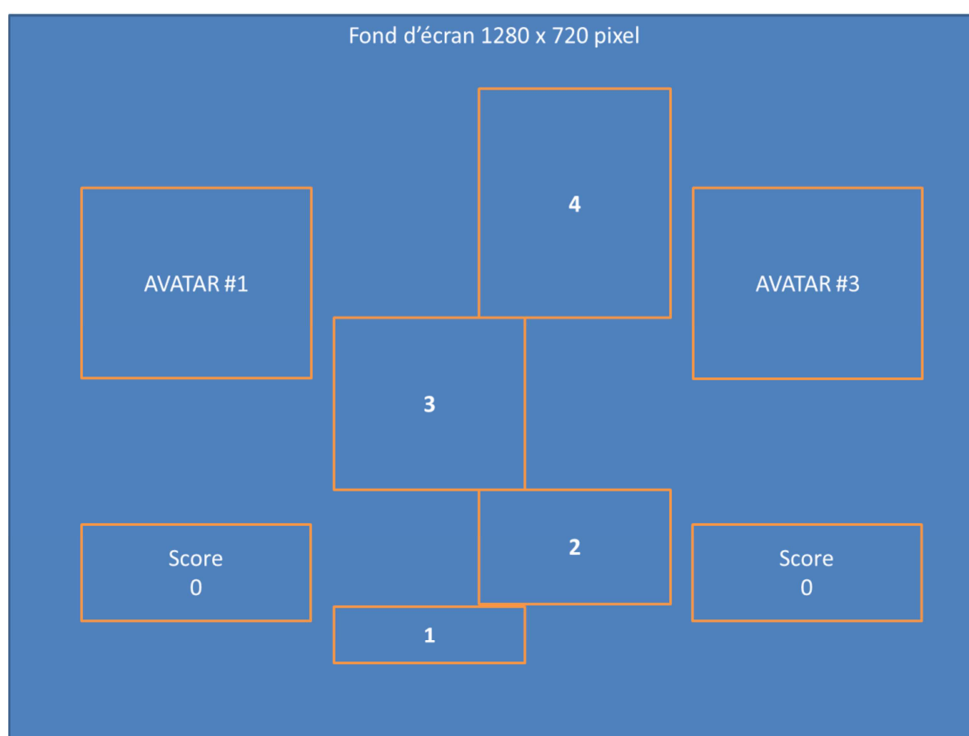 Fond d'écran 1280 x 720 pixel
4
AVATAR #1
AVATAR #3
3
2
Score
0
Score
0
1